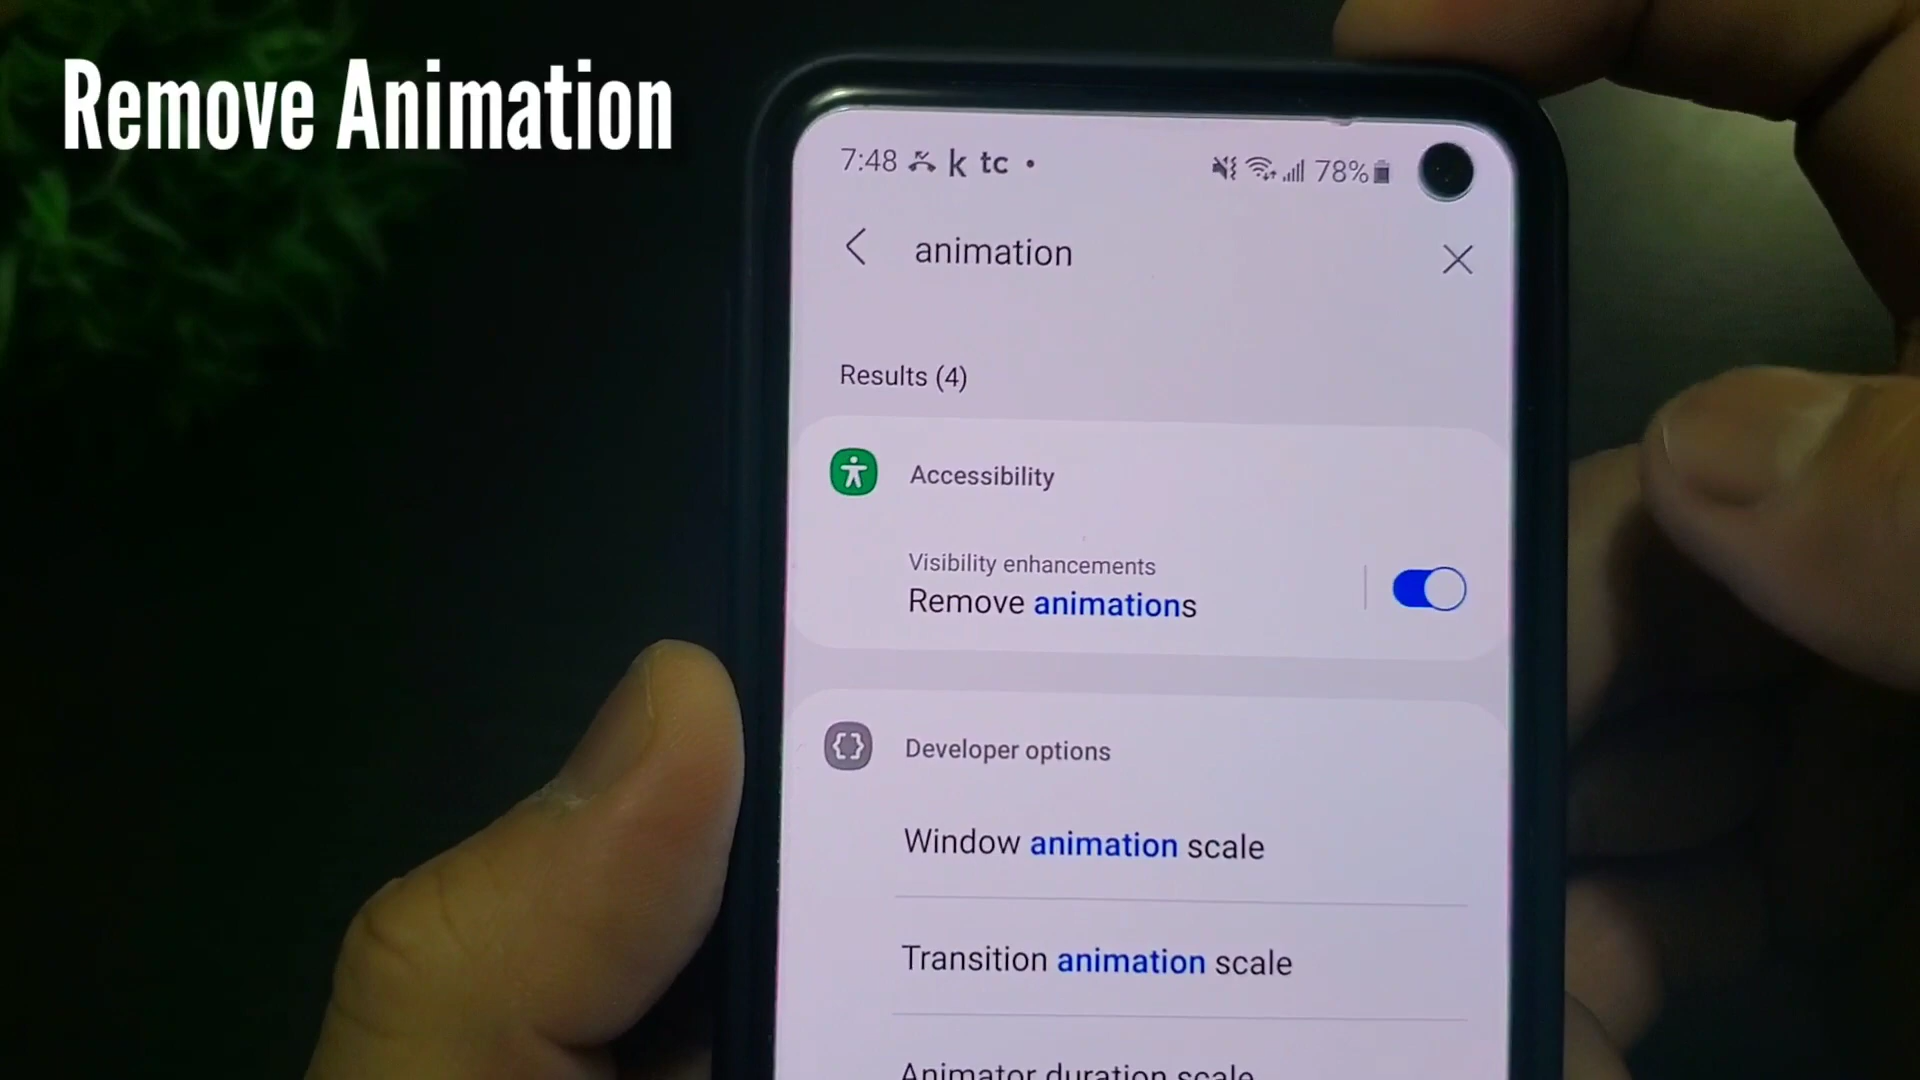 Remove Animation
7:48 k tc • 78%
animation
Results (4)
Accessibility
Visibility enhancements
Remove animations
Developer options
Window animation scale
Transition animation scale
Animator duration scale